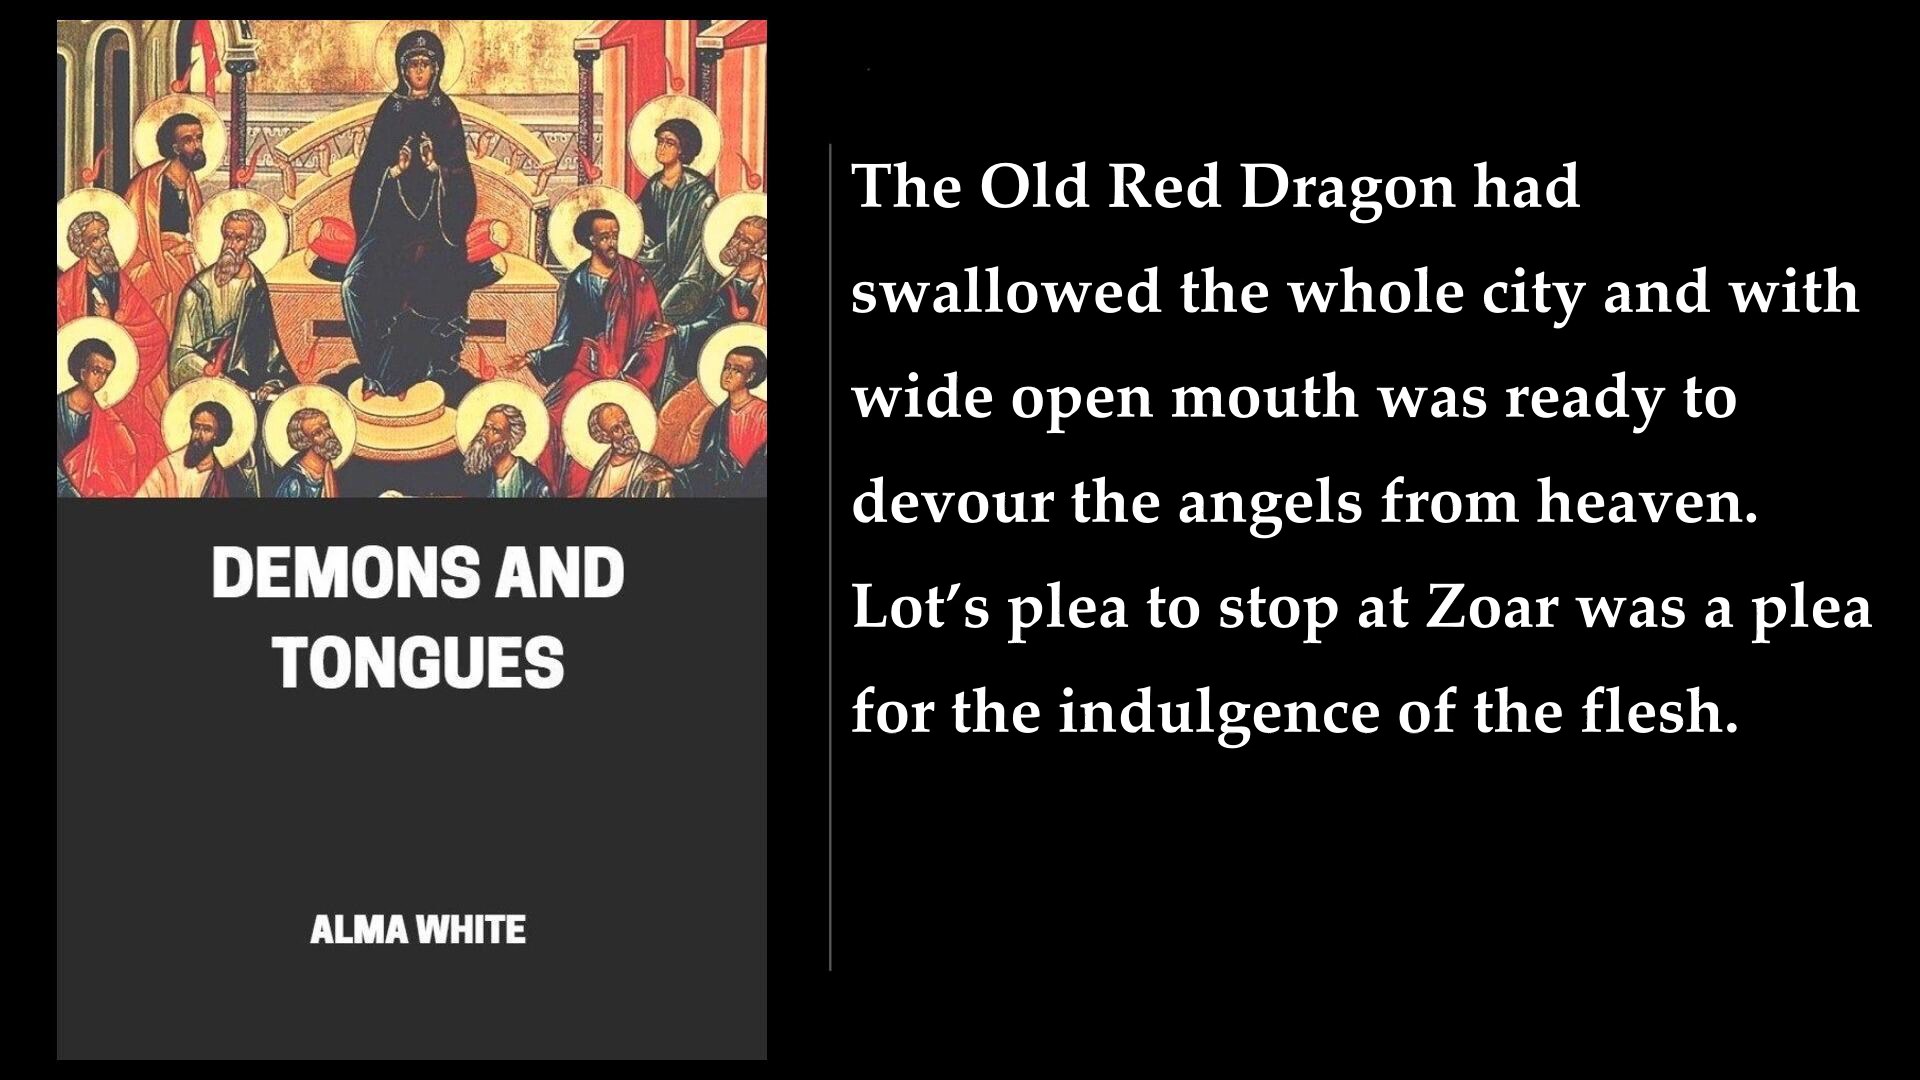 DEMONS AND
TONGUES
ALMA WHITE
The Old Red Dragon had
swallowed the whole city and with
wide open mouth was ready to
devour the angels from heaven.
Lot’s plea to stop at Zoar was a plea
for the indulgence of the flesh.